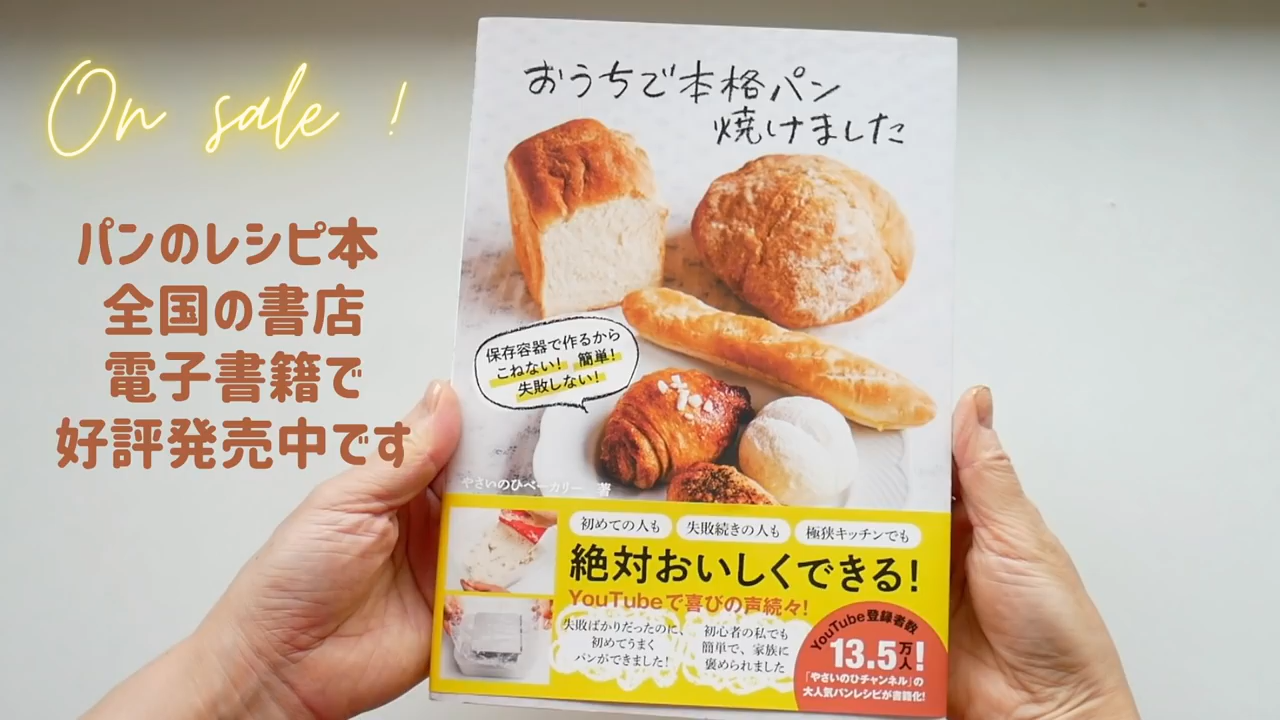 On sale !
パンのレシピ本
全国の書店
電子書籍で
好評発売中です
おうちで本格パン
焼けました
保存容器で作るから
こねない! 簡単!
失敗しない!
やさいのひベーカリー 著
初めての人も 失敗続きの人も 極狭キッチンでも
絶対おいしくできる!
YouTubeで喜びの声続々!
失敗ばかりだったのに、
初めてうまく
パンができました!
初心者の私でも
簡単で、家族に
褒められました
YouTube登録者数
13.5万人!
「やさいのひチャンネル」の
大人気パンレシピが書籍化!